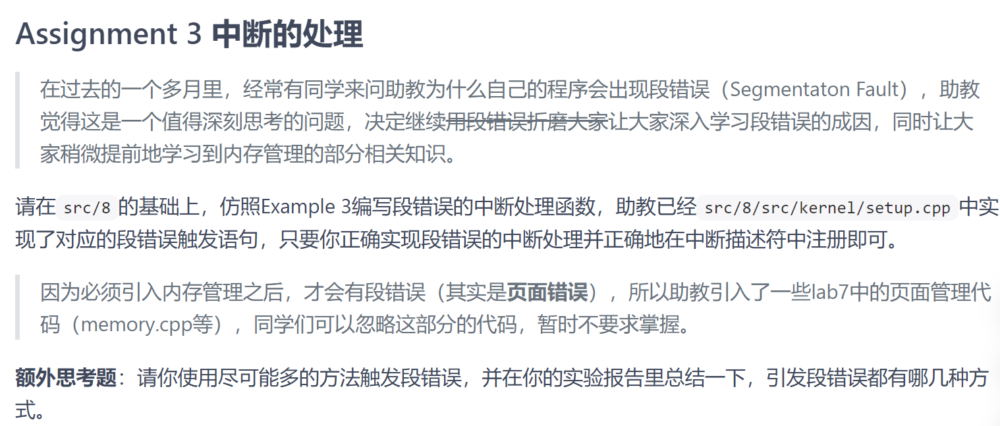 Assignment 3 中断的处理
在过去的一个多月里，经常有同学来问助教为什么自己的程序会出现段错误（Segmentaton Fault），助教
觉得这是一个值得深刻思考的问题，决定继续用段错误折磨大家让大家深入学习段错误的成因，同时让大
家稍微提前地学习到内存管理的部分相关知识。
请在 src/8 的基础上，仿照Example 3编写段错误的中断处理函数，助教已经 src/8/src/kernel/setup.cpp 中实
现了对应的段错误触发语句，只要你正确实现段错误的中断处理并正确地在中断描述符中注册即可。
因为必须引入内存管理之后，才会有段错误（其实是页面错误），所以助教引入了一些lab7中的页面管理代
码（memory.cpp等），同学们可以忽略这部分的代码，暂时不要求掌握。
额外思考题：请你使用尽可能多的方法触发段错误，并在你的实验报告里总结一下，引发段错误都有哪几种方
式。